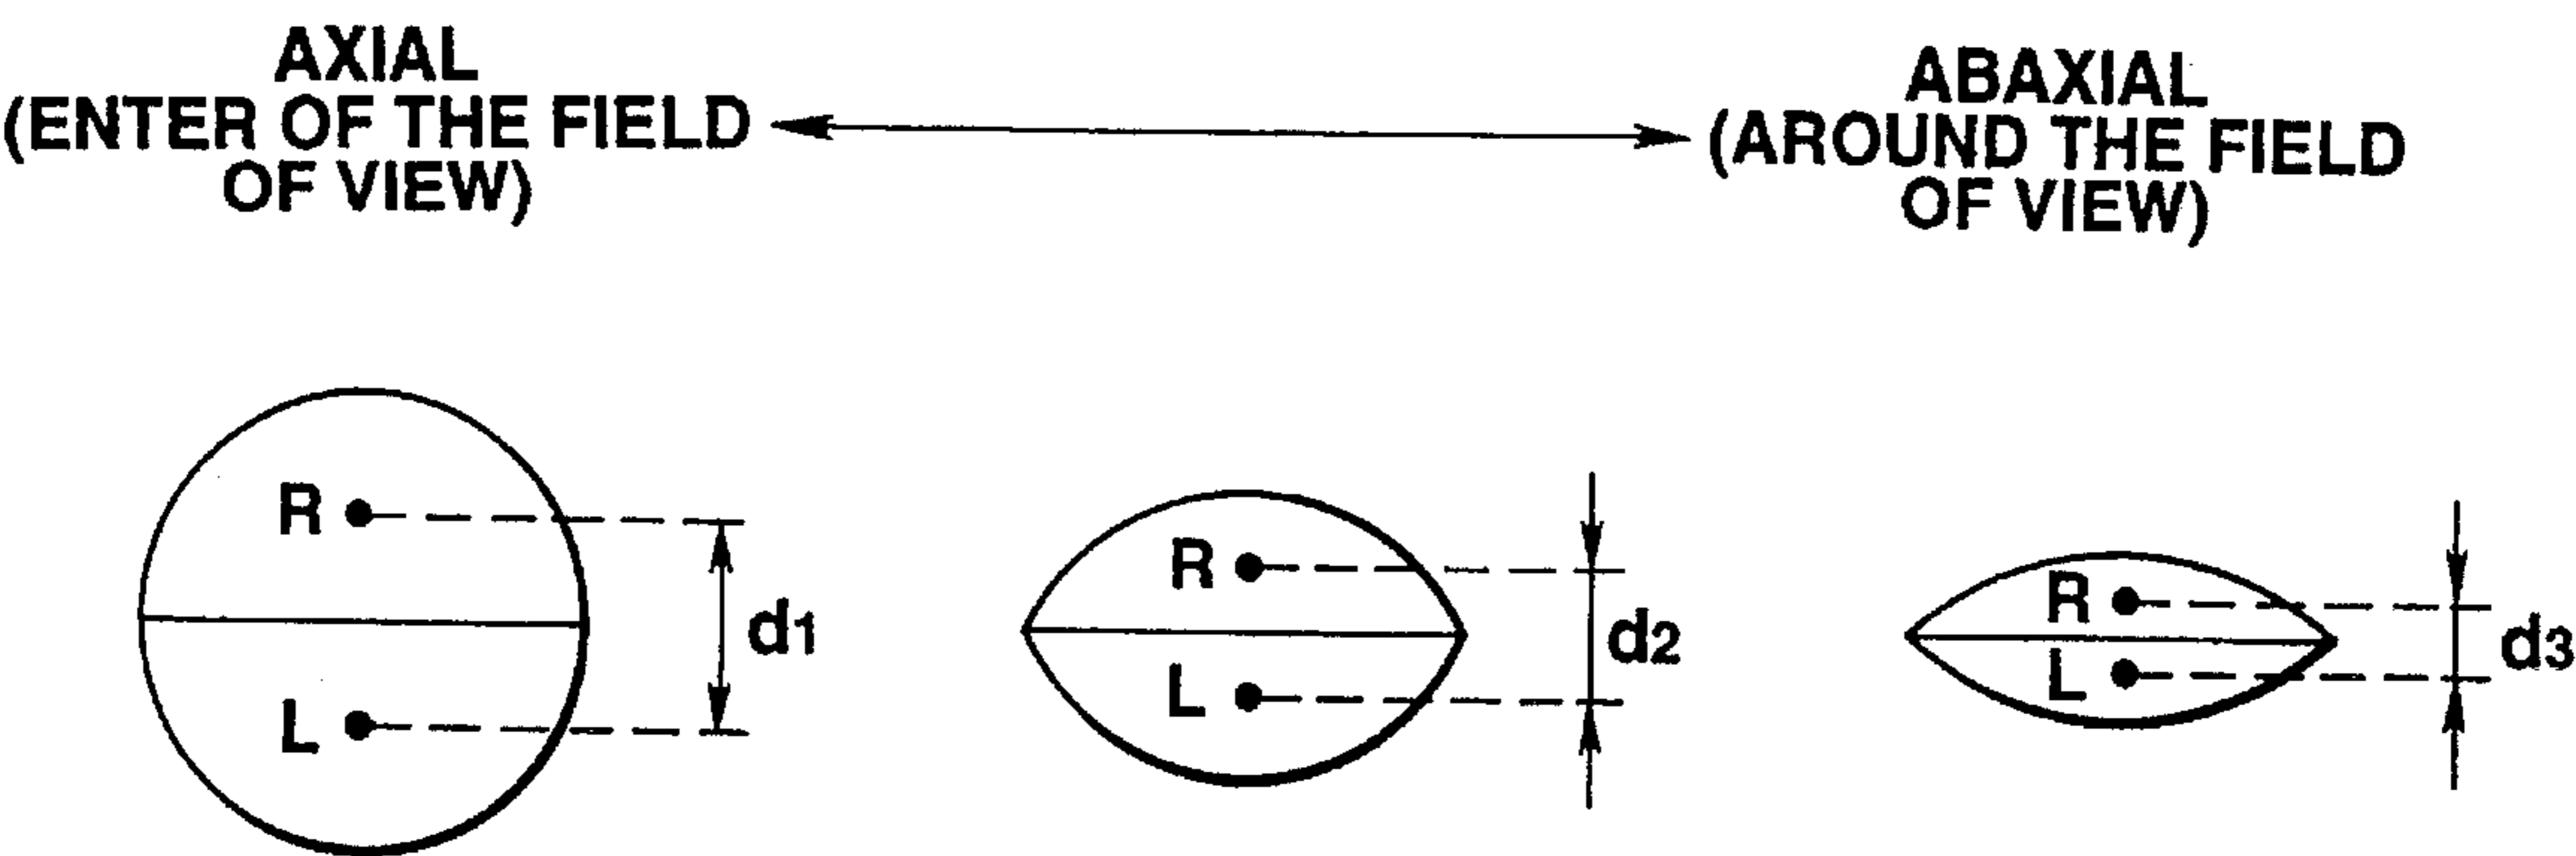 AXIAL
(ENTER OF THE FIELD
OF VIEW)
ABAXIAL
(AROUND THE FIELD
OF VIEW)
R
L
d1
R
L
d2
R
L
d3